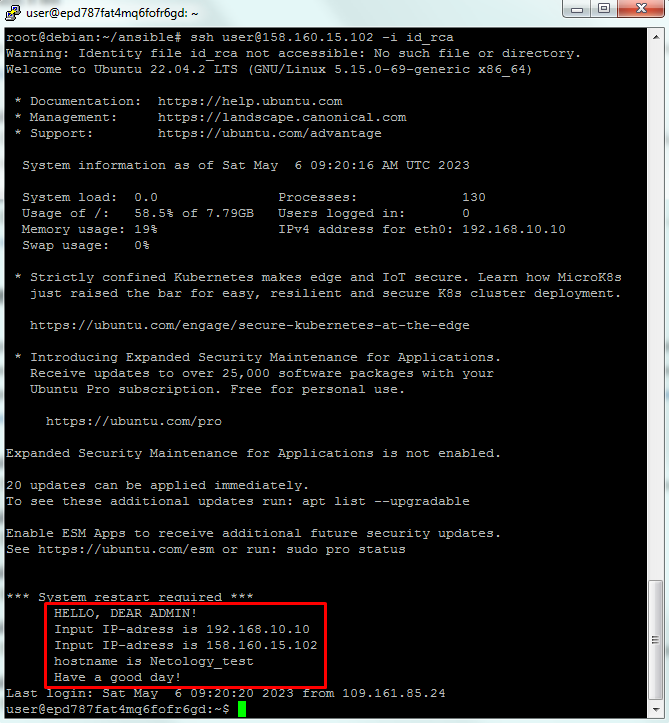 user@epd787fat4mq6fofr6gd: ~
root@debian:~/ansible# ssh user@158.160.15.102 -i id_rca
Warning: Identity file id_rca not accessible: No such file or directory.
Welcome to Ubuntu 22.04.2 LTS (GNU/Linux 5.15.0-69-generic x86_64)
* Documentation:  https://help.ubuntu.com
* Management:     https://landscape.canonical.com
* Support:        https://ubuntu.com/advantage
System information as of Sat May  6 09:20:16 AM UTC 2023
System load:  0.0               Processes:             130
Usage of /:   58.5% of 7.79GB   Users logged in:       0
Memory usage: 19%               IPv4 address for eth0: 192.168.10.10
Swap usage:   0%
* Strictly confined Kubernetes makes edge and IoT secure. Learn how MicroK8s
just raised the bar for easy, resilient and secure K8s cluster deployment.
https://ubuntu.com/engage/secure-kubernetes-at-the-edge
* Introducing Expanded Security Maintenance for Applications.
Receive updates to over 25,000 software packages with your
Ubuntu Pro subscription. Free for personal use.
https://ubuntu.com/pro
Expanded Security Maintenance for Applications is not enabled.
20 updates can be applied immediately.
To see these additional updates run: apt list --upgradable
Enable ESM Apps to receive additional future security updates.
See https://ubuntu.com/esm or run: sudo pro status
*** System restart required ***
HELLO, DEAR ADMIN!
Input IP-adress is 192.168.10.10
Input IP-adress is 158.160.15.102
hostname is Netology_test
Have a good day!
Last login: Sat May  6 09:20:20 2023 from 109.161.85.24
user@epd787fat4mq6fofr6gd:~$